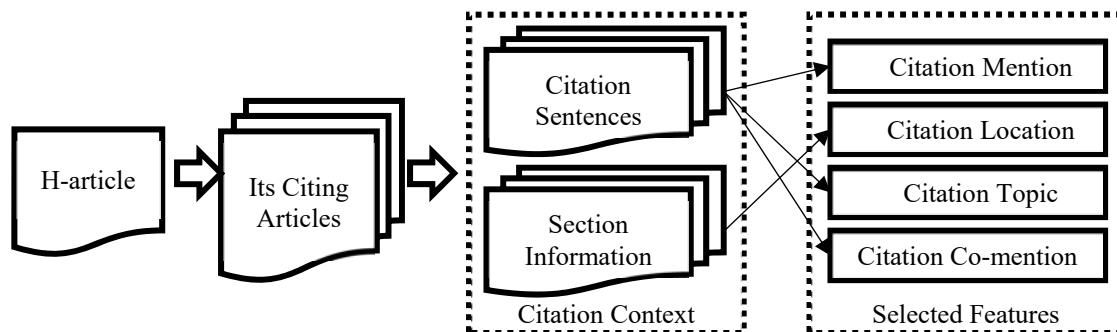 H-article
Its Citing
Articles
Citation
Sentences
Section
Information
Citation Context
Citation Mention
Citation Location
Citation Topic
Citation Co-mention
Selected Features